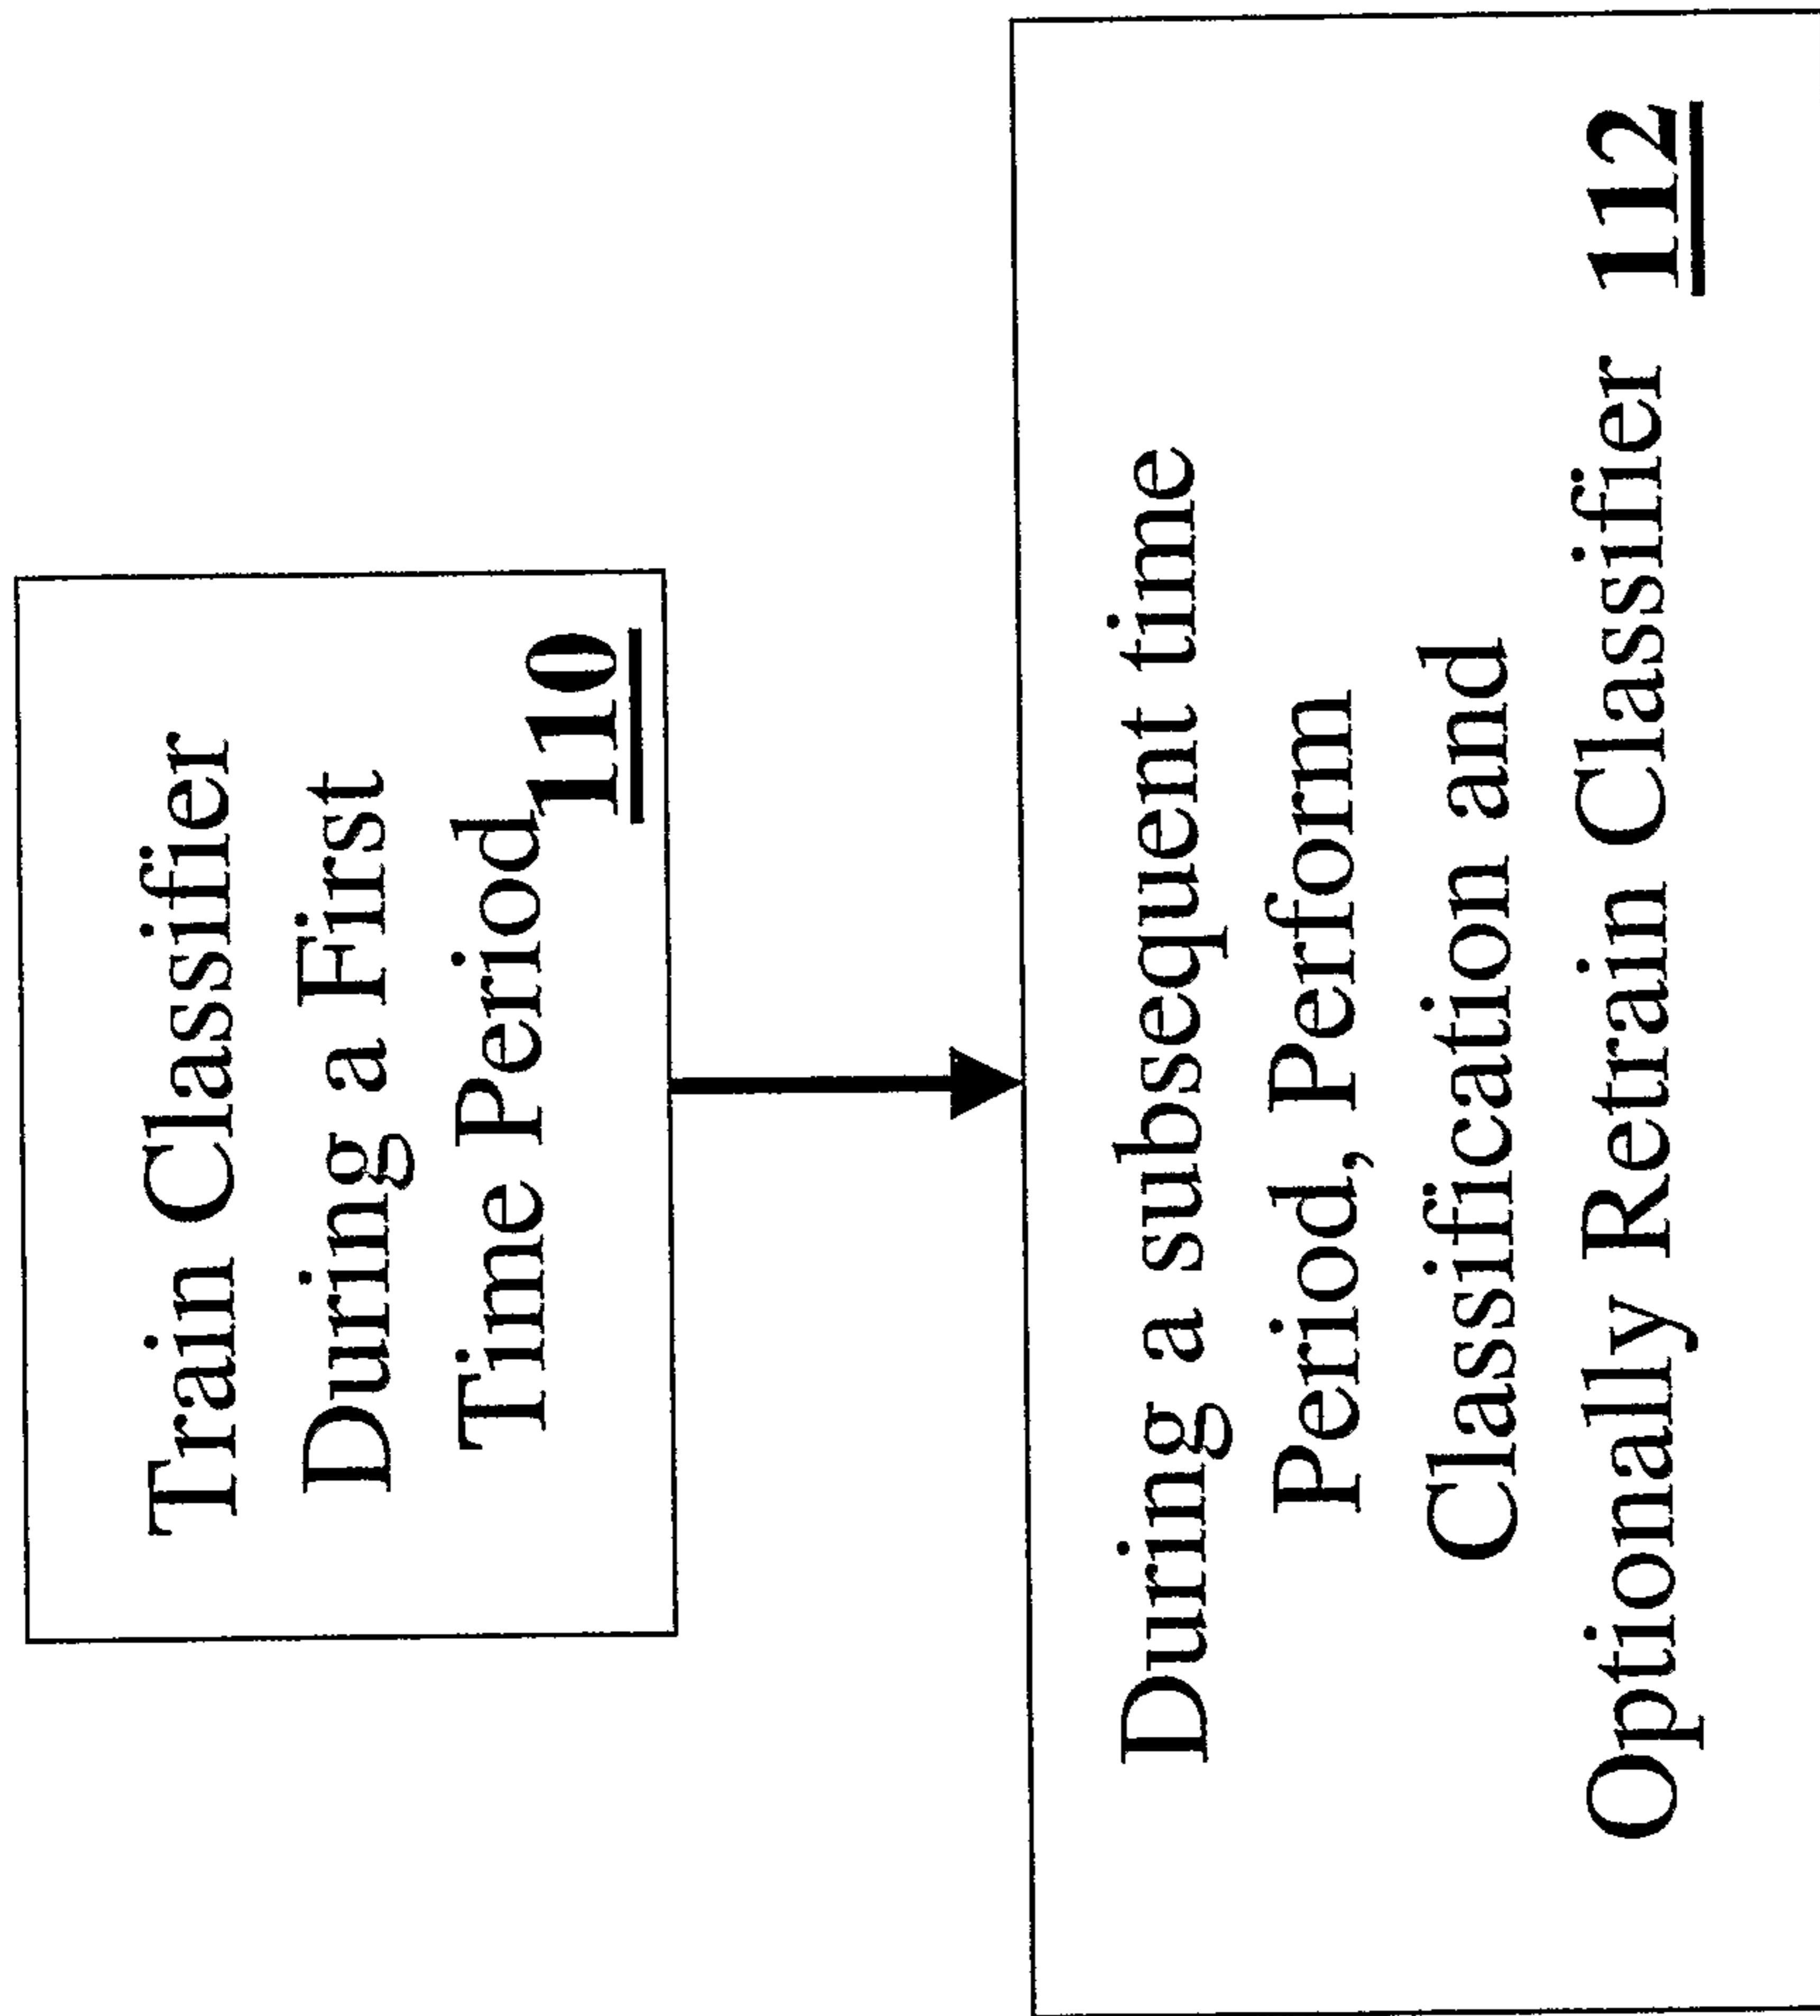 Train Classifier
During a First
Time Period 110
During a subsequent time
Period, Perform
Classification and
Optionally Retrain Classifier 112